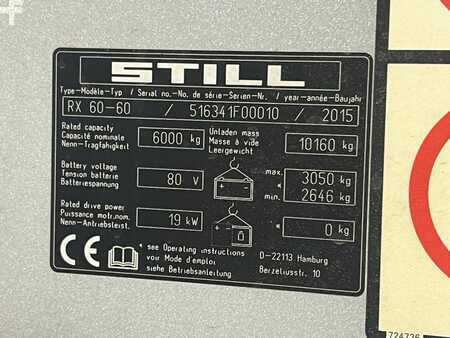 STILL
Type-Modèle-Typ / Serial no.-No. de série-Serien-Nr. / year-année-Baujahr
RX 60-60 / 516341F00010 / 2015
Rated capacity
Capacité nominale
Nenn-Tragfähigkeit
6000 kg
Unladen mass
Masse à vide
Leergewicht
10160 kg
Battery voltage
Tension batterie
Batteriespannung
80 V
max. 3050 kg
*
min. 2646 kg
Rated drive power
Puissance motri.nom.
Nenn-Antriebsleist.
19 kW
* 0 kg
CE
* see Operating instructions
voir Mode d'emploi
siehe Betriebsanleitung
D-22113 Hamburg
Berzeliusstr. 10
724736